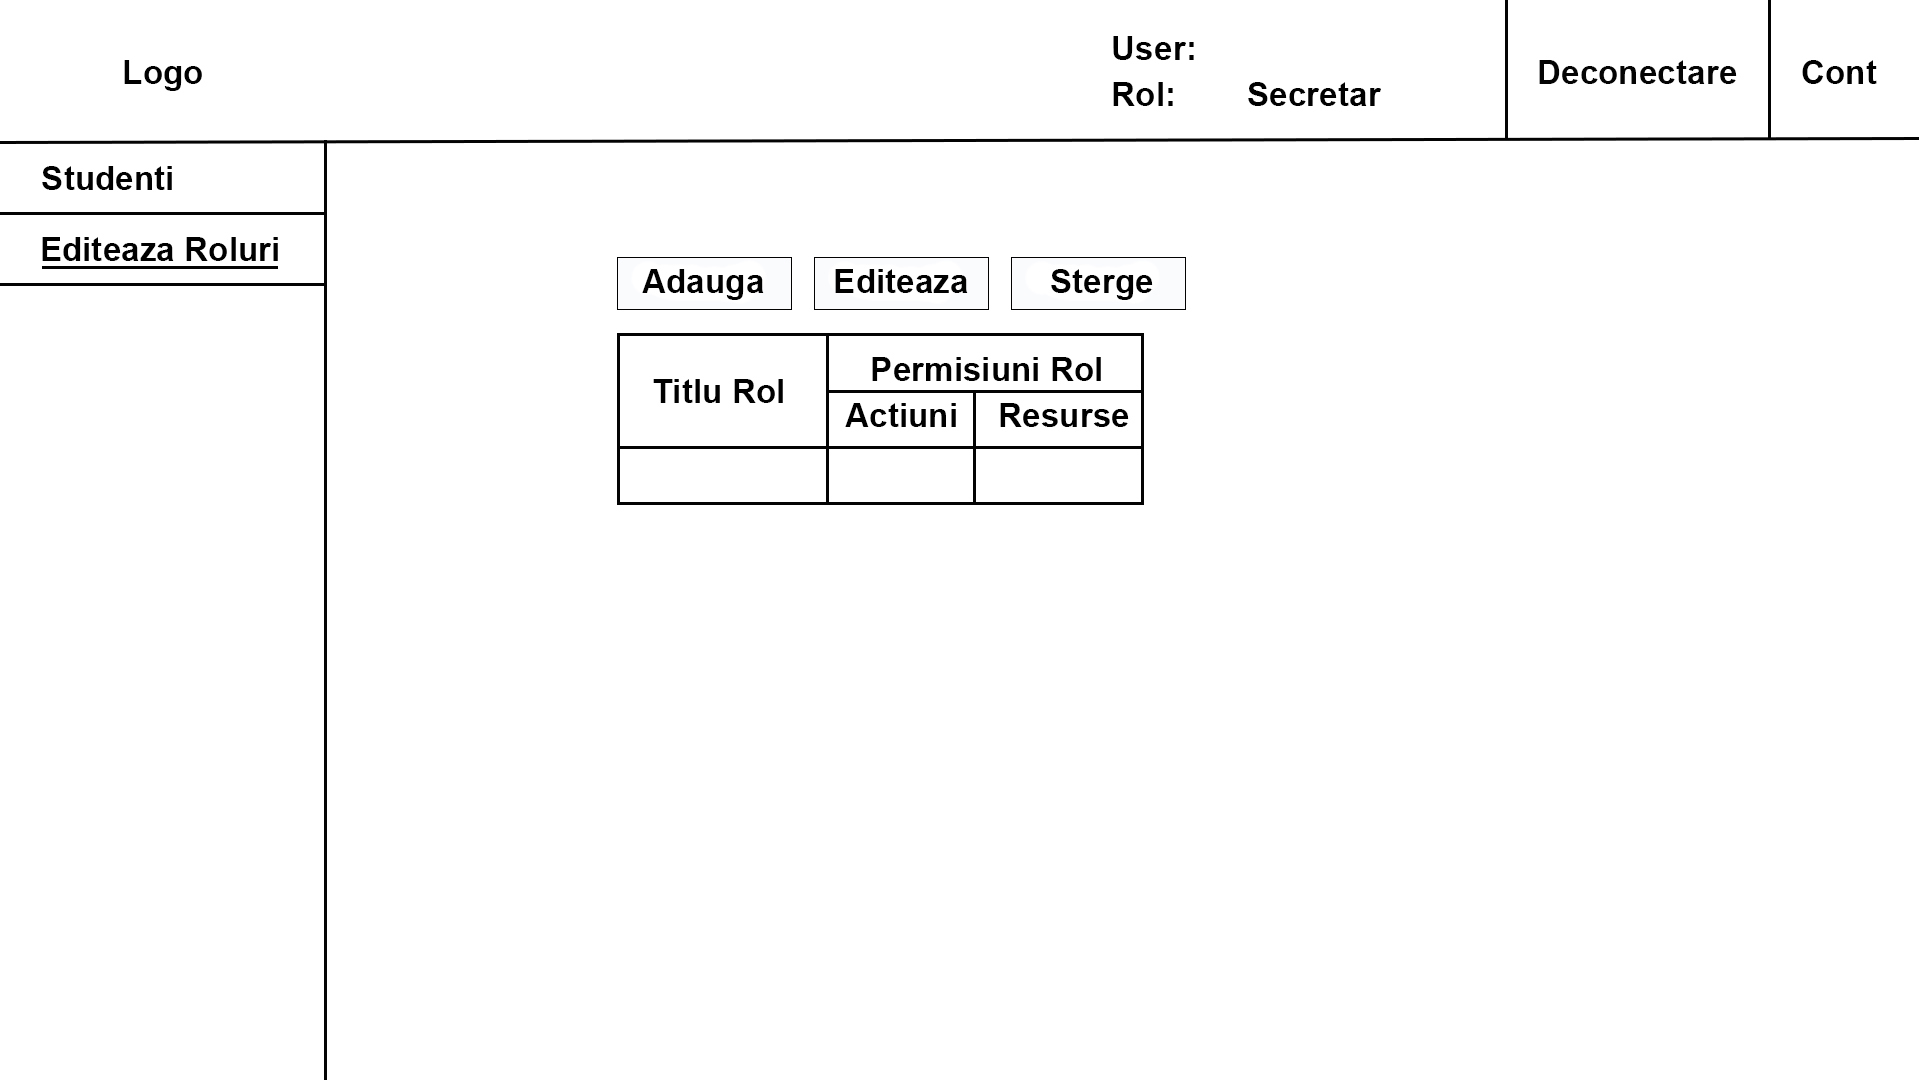 Logo
User:
Rol: Secretar
Deconectare
Cont
Studenti
Editeaza Roluri
Adauga
Editeaza
Sterge
Titlu Rol
Permisiuni Rol
Actiuni
Resurse